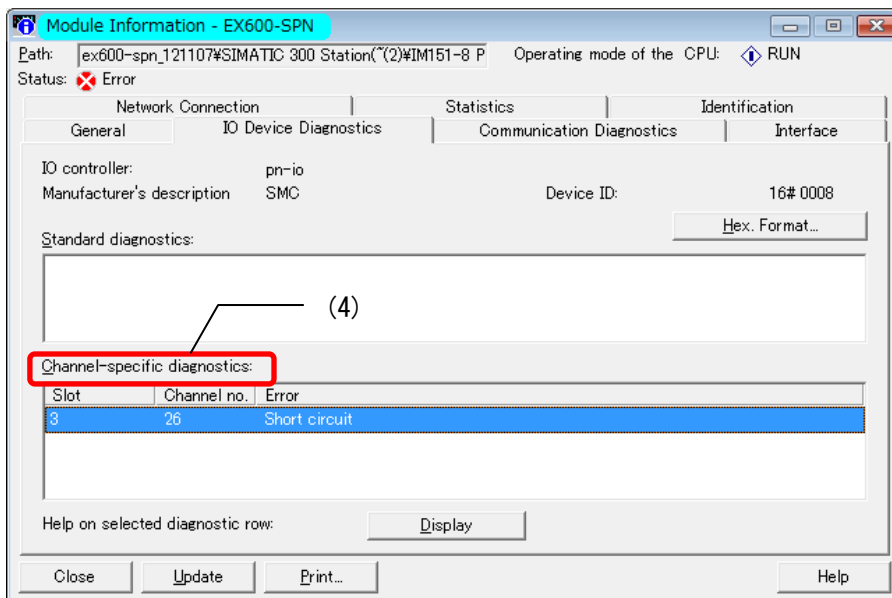 Module Information - EX600-SPN
Path: ex600-spn_121107¥SIMATIC 300 Station(~(2)¥IM151-8 P Operating mode of the CPU: RUN
Status: Error
Network Connection Statistics Identification
General IO Device Diagnostics Communication Diagnostics Interface
IO controller: pn-io
Manufacturer's description SMC Device ID: 16# 0008
Hex. Format...
Standard diagnostics:
(4)
Channel-specific diagnostics:
Slot Channel no. Error
3 26 Short circuit
Help on selected diagnostic row: Display
Close Update Print... Help